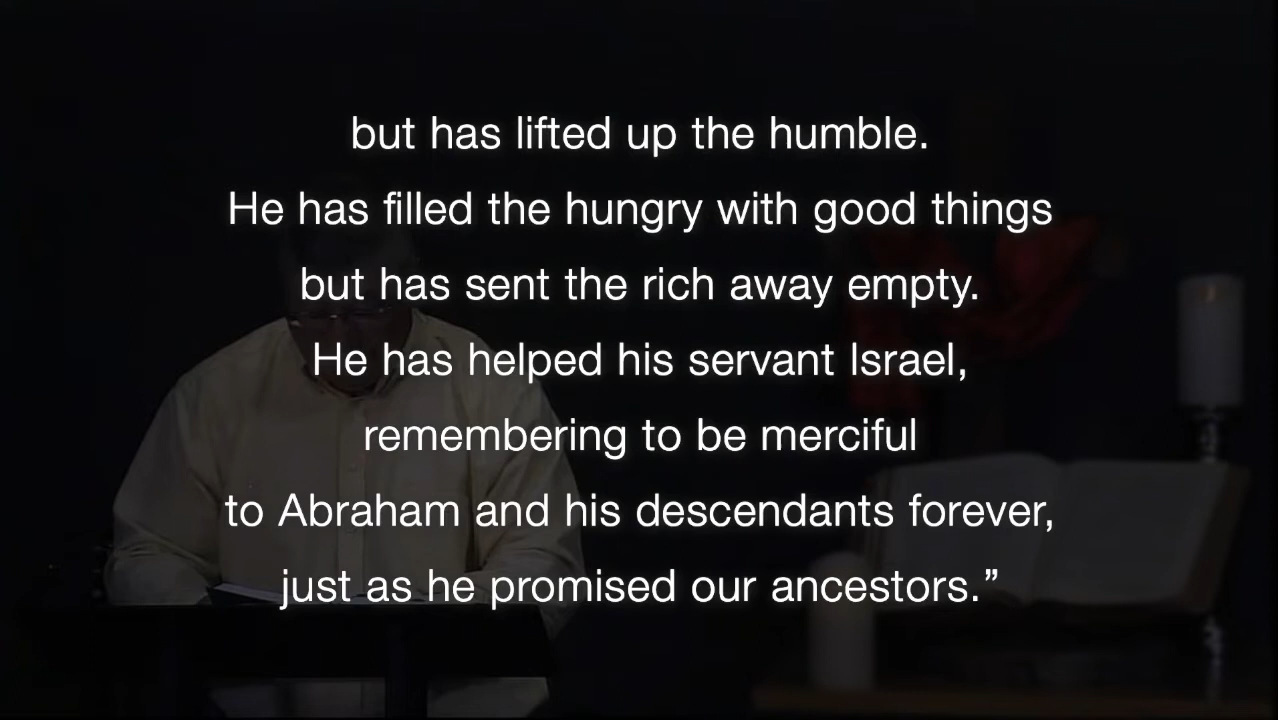 but has lifted up the humble.
He has filled the hungry with good things
but has sent the rich away empty.
He has helped his servant Israel,
remembering to be merciful
to Abraham and his descendants forever,
just as he promised our ancestors.”